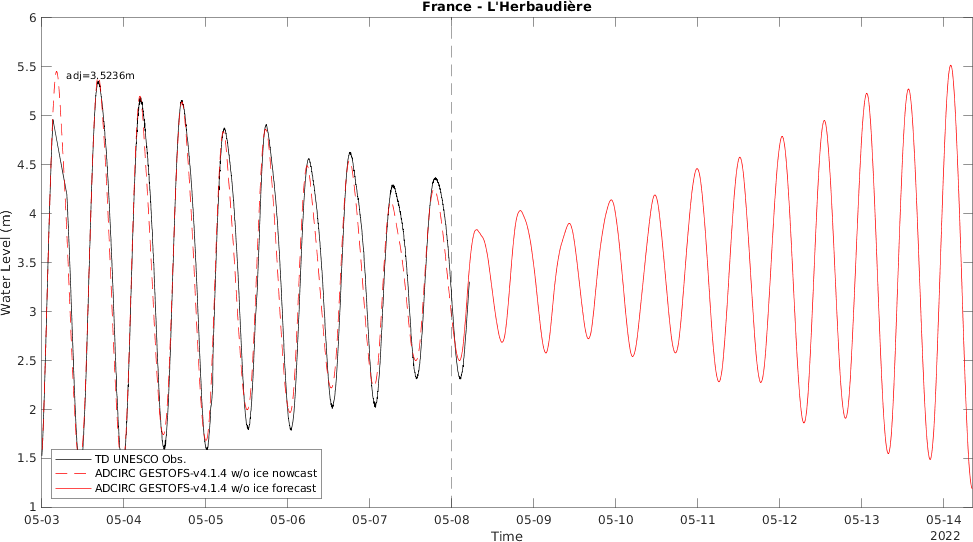 France - L'Herbaudière
6
5.5
5
4.5
4
3.5
3
2.5
2
1.5
1
Water Level (m)
adj=3.5236m
TD UNESCO Obs.
ADCIRC GESTOFS-v4.1.4 w/o ice nowcast
ADCIRC GESTOFS-v4.1.4 w/o ice forecast
05-03 05-04 05-05 05-06 05-07 05-08 05-09 05-10 05-11 05-12 05-13 05-14
2022
Time